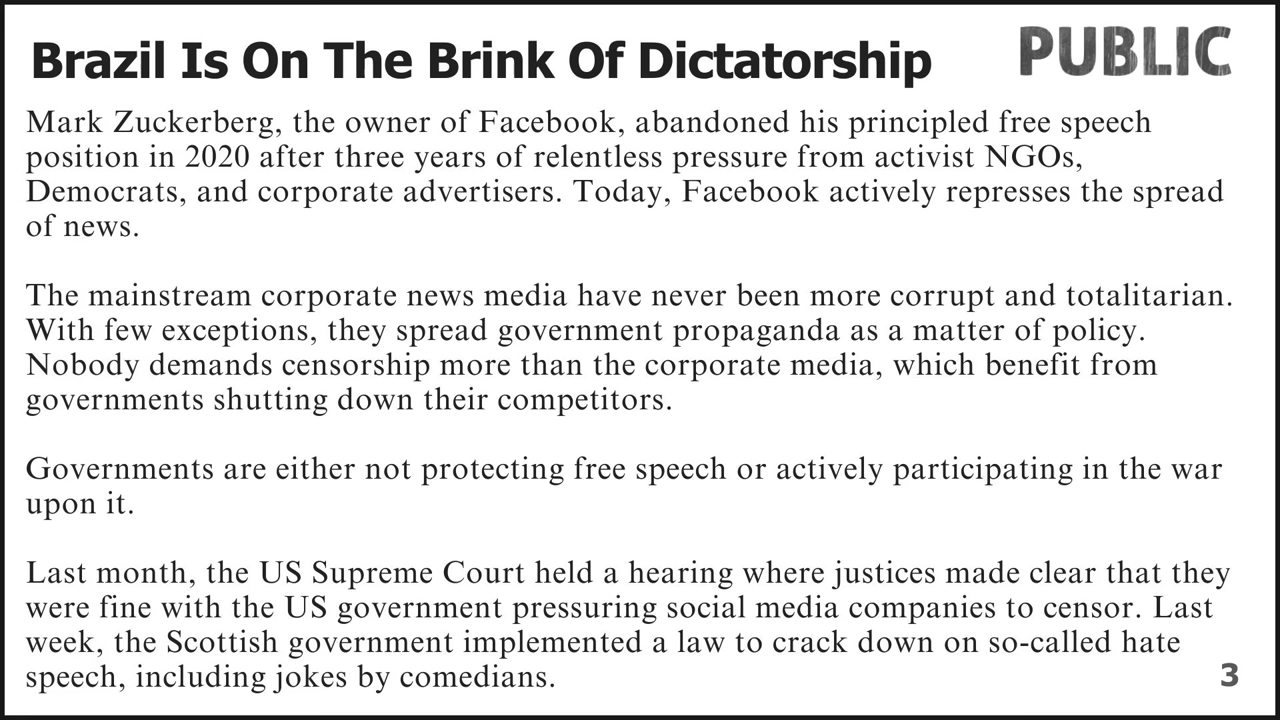 Brazil Is On The Brink Of Dictatorship
PUBLIC
Mark Zuckerberg, the owner of Facebook, abandoned his principled free speech
position in 2020 after three years of relentless pressure from activist NGOs,
Democrats, and corporate advertisers. Today, Facebook actively represses the spread
of news.
The mainstream corporate news media have never been more corrupt and totalitarian.
With few exceptions, they spread government propaganda as a matter of policy.
Nobody demands censorship more than the corporate media, which benefit from
governments shutting down their competitors.
Governments are either not protecting free speech or actively participating in the war
upon it.
Last month, the US Supreme Court held a hearing where justices made clear that they
were fine with the US government pressuring social media companies to censor. Last
week, the Scottish government implemented a law to crack down on so-called hate
speech, including jokes by comedians.
3